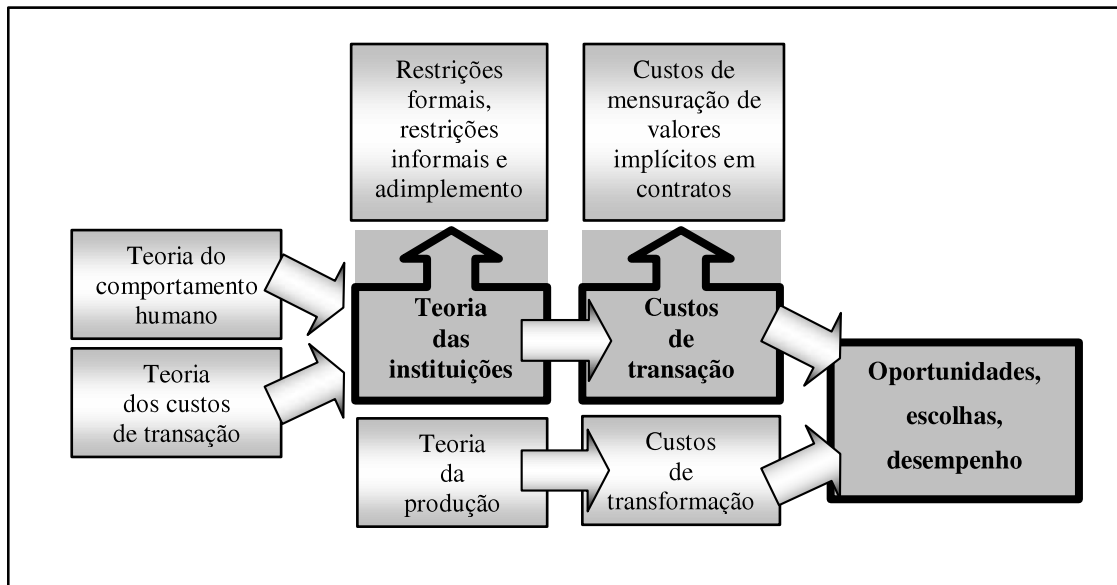 Restrições
formais,
restrições
informais e
adimplemento
Custos de
mensuração de
valores
implícitos em
contratos
Teoria do
comportamento
humano
Teoria
dos custos
de transação
Teoria
das
instituições
Custos
de
transação
Teoria
da
produção
Custos
de
transformação
Oportunidades,
escolhas,
desempenho